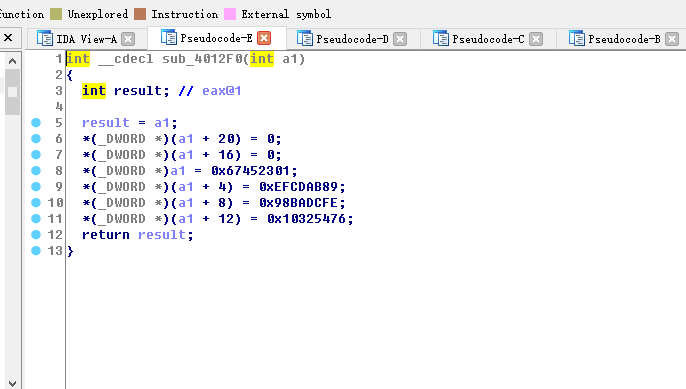 function Unexplored Instruction External symbol
IDA View-A Pseudocode-E Pseudocode-D Pseudocode-C Pseudocode-B
1 int __cdecl sub_4012F0(int a1)
2 {
3 int result; // eax@1
4
5 result = a1;
6 *(_DWORD *)(a1 + 20) = 0;
7 *(_DWORD *)(a1 + 16) = 0;
8 *(_DWORD *)a1 = 0x67452301;
9 *(_DWORD *)(a1 + 4) = 0xEFCDAB89;
10 *(_DWORD *)(a1 + 8) = 0x98BADCFE;
11 *(_DWORD *)(a1 + 12) = 0x10325476;
12 return result;
13 }